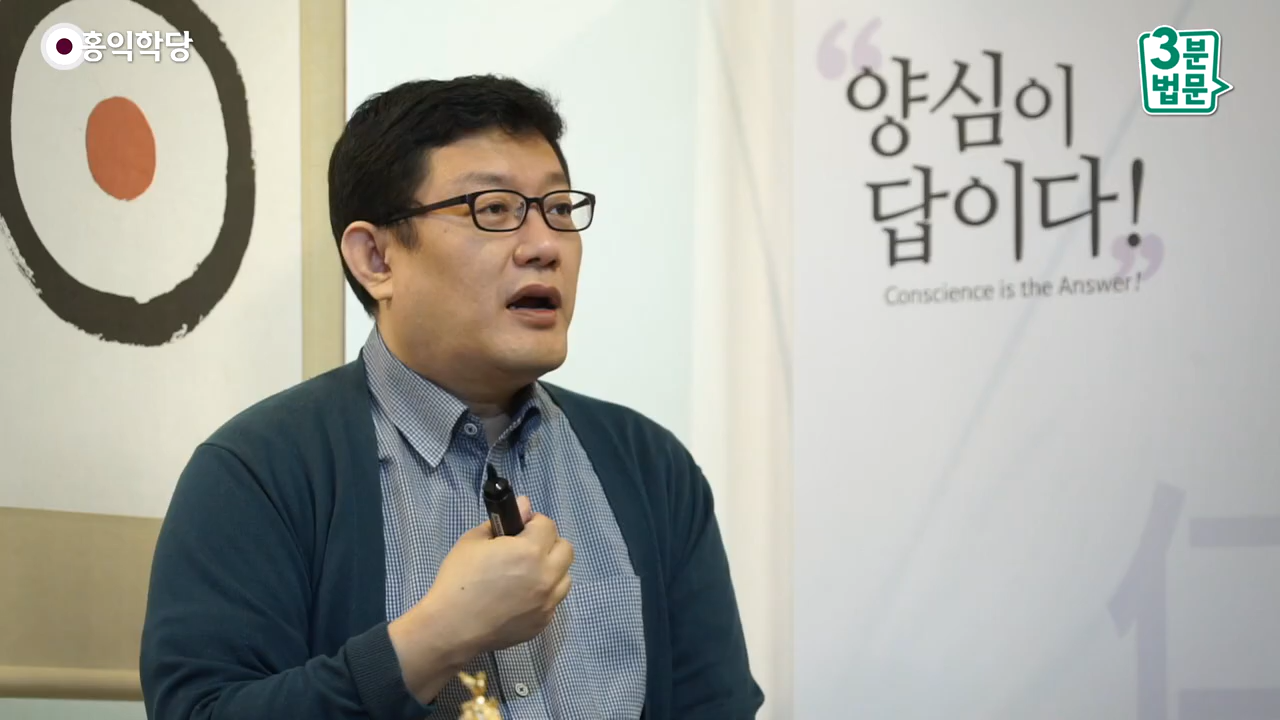 홍익학당
3분
법문
“양심이
답이다!”
Conscience is the Answer!